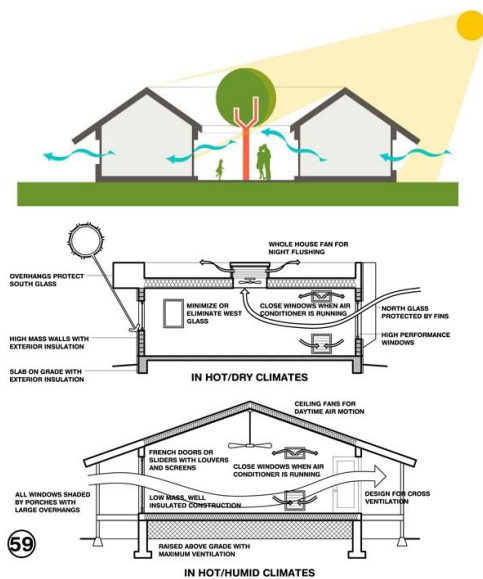 WHOLE HOUSE FAN FOR
NIGHT FLUSHING
OVERHANGS PROTECT
SOUTH GLASS
MINIMIZE OR
ELIMINATE WEST
GLASS
CLOSE WINDOWS WHEN AIR
CONDITIONER IS RUNNING
NORTH GLASS
PROTECTED BY FINS
HIGH MASS WALLS WITH
EXTERIOR INSULATION
HIGH PERFORMANCE
WINDOWS
SLAB ON GRADE WITH
EXTERIOR INSULATION
IN HOT/DRY CLIMATES
CEILING FANS FOR
DAYTIME AIR MOTION
FRENCH DOORS OR
SLIDERS WITH LOUVERS
AND SCREENS
CLOSE WINDOWS WHEN AIR
CONDITIONER IS RUNNING
ALL WINDOWS SHADED
BY PORCHES WITH
LARGE OVERHANGS
LOW MASS, WELL
INSULATED CONSTRUCTION
DESIGN FOR CROSS
VENTILATION
59
RAISED ABOVE GRADE WITH
MAXIMUM VENTILATION
IN HOT/HUMID CLIMATES